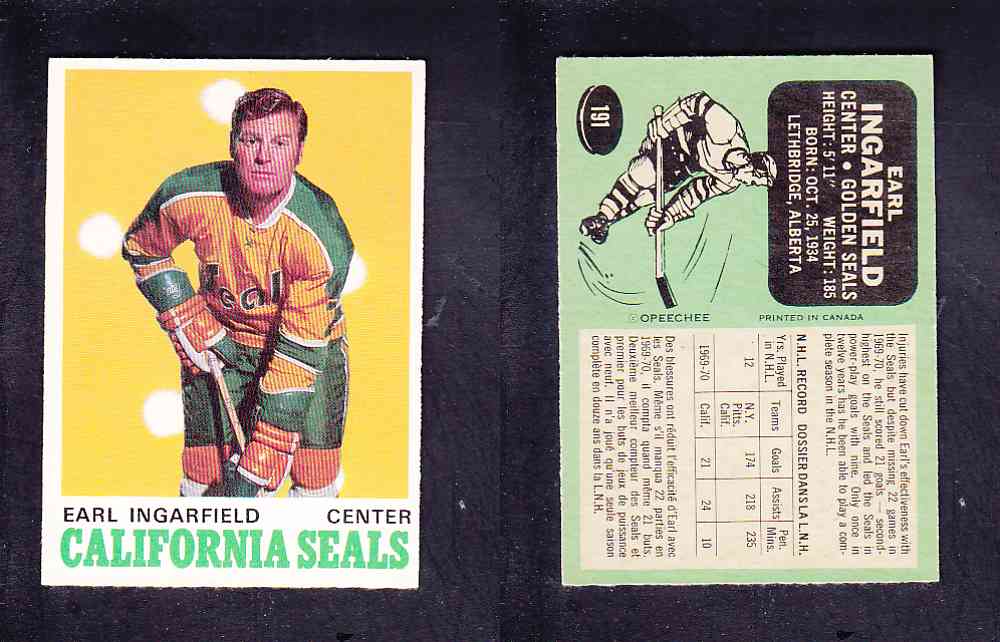 eal
EARL INGARFIELD CENTER
CALIFORNIA SEALS
191
EARL
INGARFIELD
CENTER • GOLDEN SEALS
HEIGHT: 5' 11" WEIGHT: 185
BORN: OCT. 25, 1934
LETHBRIDGE, ALBERTA
©OPEECHEE PRINTED IN CANADA
Injuries have cut down Earl's effectiveness with
the Seals but despite missing 22 games in
1969-70, he still scored 21 goals — second-
highest on the Seals and led the Seals in
power-play goals with nine. Only once in
twelve years has he been able to play a com-
plete season in the N.H.L.
N.H.L. RECORD DOSSIER DANS LA L.N.H.
Yrs. Played in N.H.L. Teams Goals Assists Pen. Mins.
12 N.Y. Pitts. Calif. 174 218 235
1969-70 Calif. 21 24 10
Des blessures ont réduit l'efficacité d'Earl avec
les Seals. Même s'il manqua 22 parties en
1969-70, il compta quand même 21 buts.
Deuxième meilleur compteur des Seals et
premier pour les buts de jeux de puissance
avec neuf. Il n'a joué qu'une seule saison
complète en douze ans dans la L.N.H.